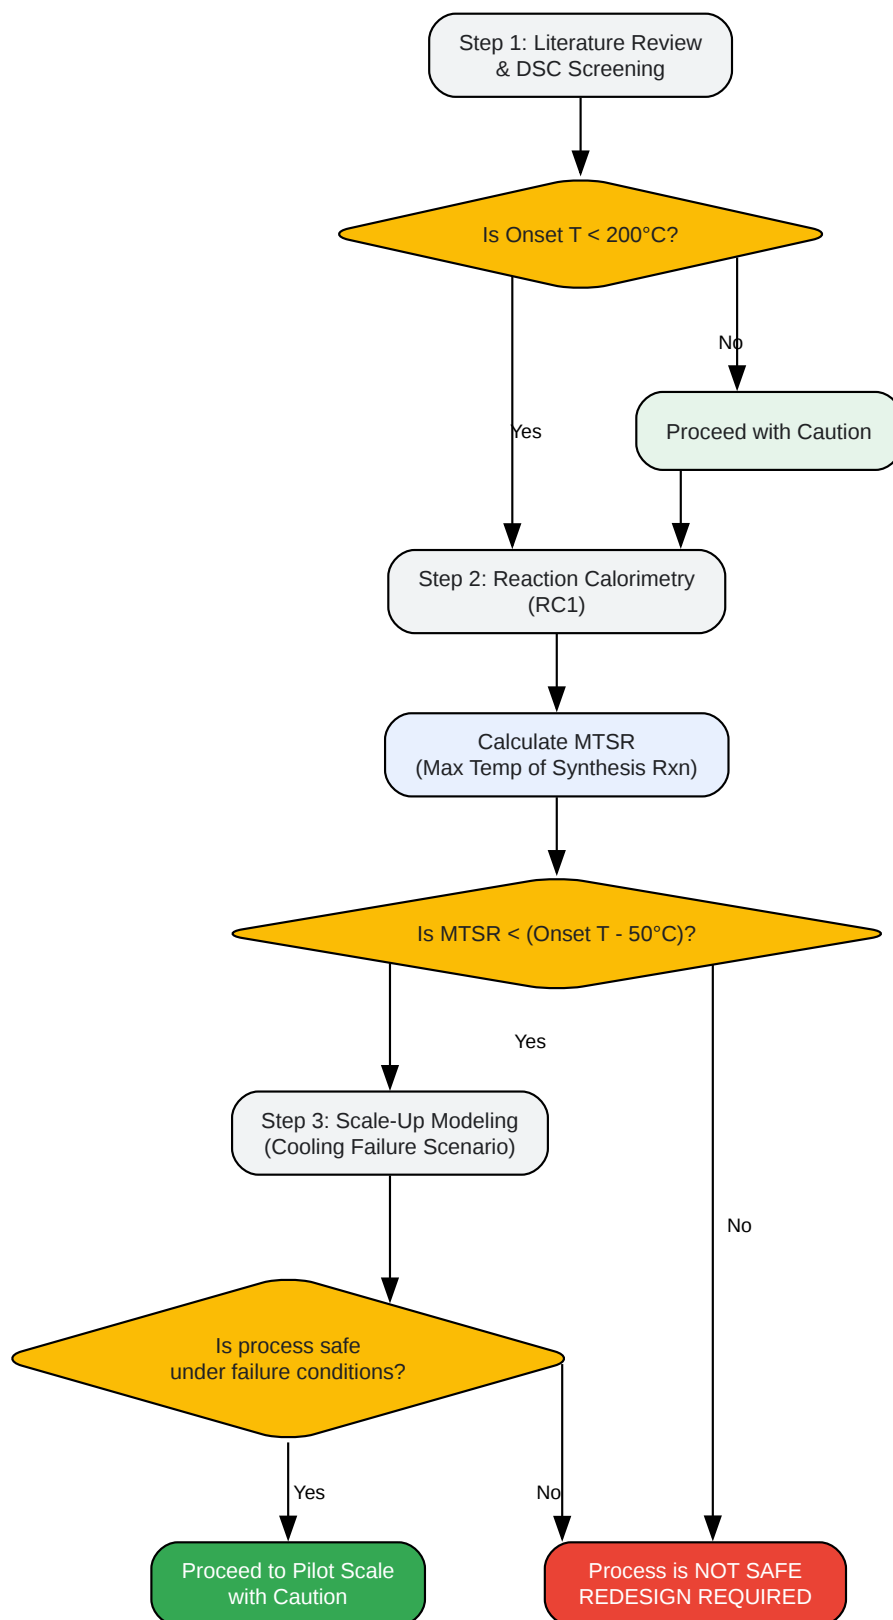 Step 1: Literature Review
& DSC Screening
Is Onset T < 200°C?
No
Yes
Proceed with Caution
Step 2: Reaction Calorimetry
(RC1)
Calculate MTSR
(Max Temp of Synthesis Rxn)
Is MTSR < (Onset T - 50°C)?
Yes
Step 3: Scale-Up Modeling
(Cooling Failure Scenario)
No
Is process safe
under failure conditions?
Yes
No
Proceed to Pilot Scale
with Caution
Process is NOT SAFE
REDESIGN REQUIRED